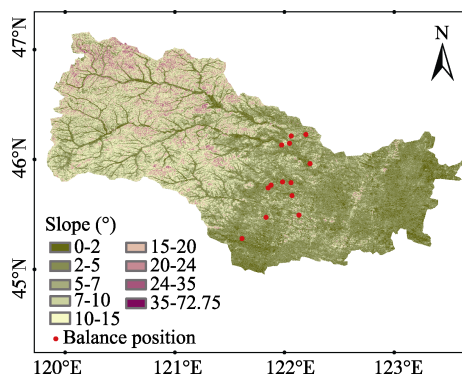 N
47°N
46°N
45°N
Slope (°)
0-2
15-20
2-5
20-24
5-7
24-35
7-10
35-72.75
10-15
Balance position
120°E
121°E
122°E
123°E